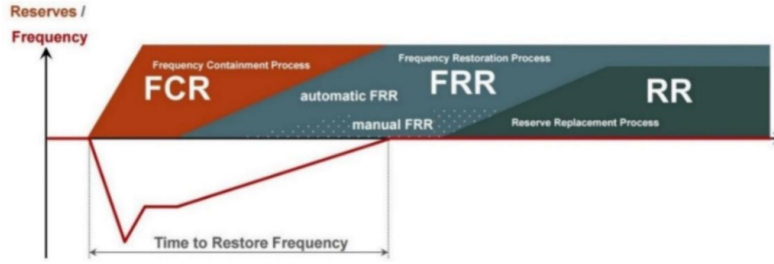 Reserves /
Frequency
Frequency Containment Process
FCR
Frequency Restoration Process
FRR
automatic FRR
manual FRR
RR
Reserve Replacement Process
Time to Restore Frequency